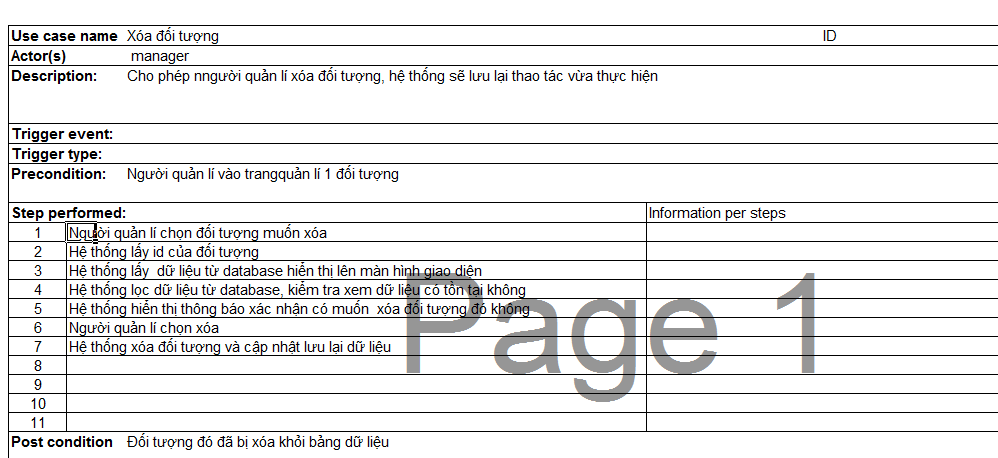 Use case name Xóa đối tượng ID
Actor(s) manager
Description: Cho phép nngười quản lí xóa đối tượng, hệ thống sẽ lưu lại thao tác vừa thực hiện
Trigger event:
Trigger type:
Precondition: Người quản lí vào trangquản lí 1 đối tượng
Step performed: Information per steps
1 Người quản lí chọn đối tượng muốn xóa
2 Hệ thống lấy id của đối tượng
3 Hệ thống lấy dữ liệu từ database hiển thị lên màn hình giao diện
4 Hệ thống lọc dữ liệu từ database, kiểm tra xem dữ liệu có tồn tại không
5 Hệ thống hiển thị thông báo xác nhận có muốn xóa đối tượng đó không
6 Người quản lí chọn xóa
7 Hệ thống xóa đối tượng và cập nhật lưu lại dữ liệu
8
9
10
11
Page 1
Post condition Đối tượng đó đã bị xóa khỏi bảng dữ liệu